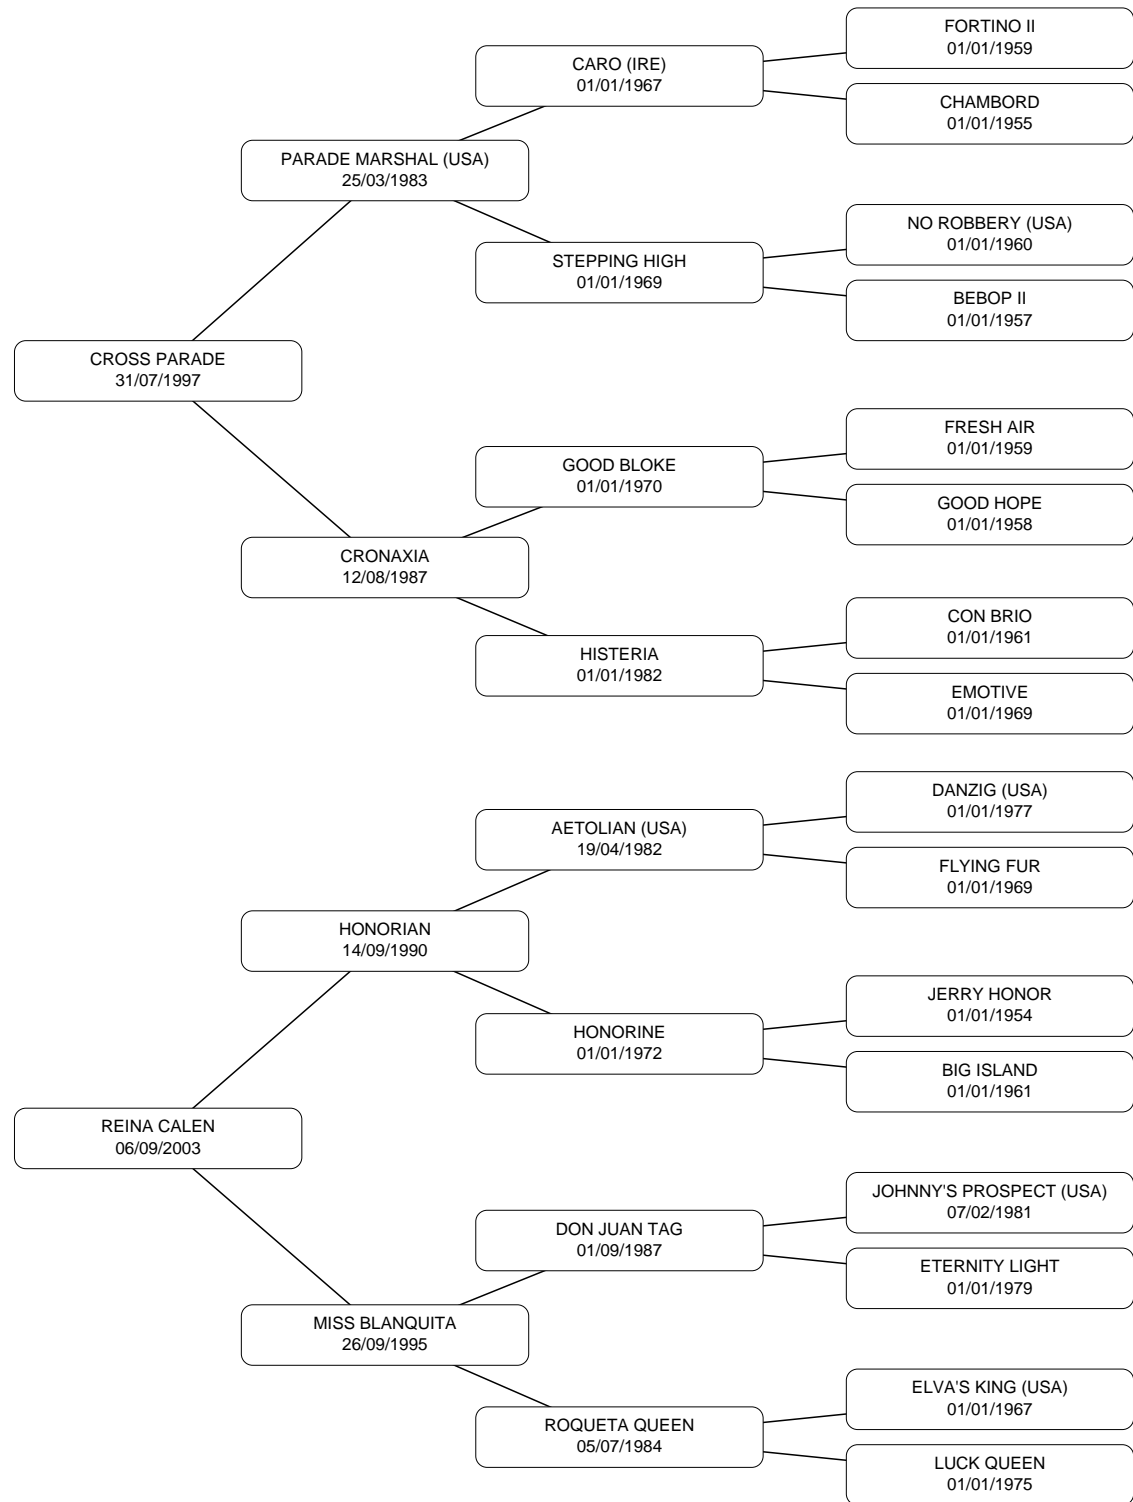 FORTINO II
01/01/1959
CARO (IRE)
01/01/1967
CHAMBORD
01/01/1955
PARADE MARSHAL (USA)
25/03/1983
NO ROBBERY (USA)
01/01/1960
STEPPING HIGH
01/01/1969
BEBOP II
01/01/1957
CROSS PARADE
31/07/1997
FRESH AIR
01/01/1959
GOOD BLOKE
01/01/1970
GOOD HOPE
01/01/1958
CRONAXIA
12/08/1987
CON BRIO
01/01/1961
HISTERIA
01/01/1982
EMOTIVE
01/01/1969
DANZIG (USA)
01/01/1977
AETOLIAN (USA)
19/04/1982
FLYING FUR
01/01/1969
HONORIAN
14/09/1990
JERRY HONOR
01/01/1954
HONORINE
01/01/1972
BIG ISLAND
01/01/1961
REINA CALEN
06/09/2003
JOHNNY'S PROSPECT (USA)
07/02/1981
DON JUAN TAG
01/09/1987
ETERNITY LIGHT
01/01/1979
MISS BLANQUITA
26/09/1995
ELVA'S KING (USA)
01/01/1967
ROQUETA QUEEN
05/07/1984
LUCK QUEEN
01/01/1975